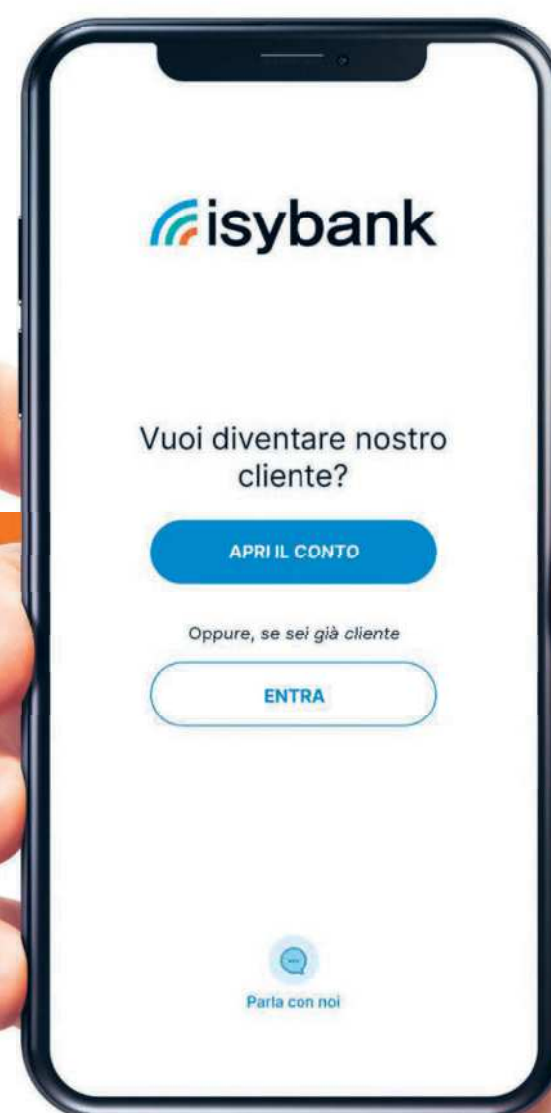 isybank
Vuoi diventare nostro
cliente?
APRI IL CONTO
Oppure, se sei già cliente
ENTRA
Parla con noi